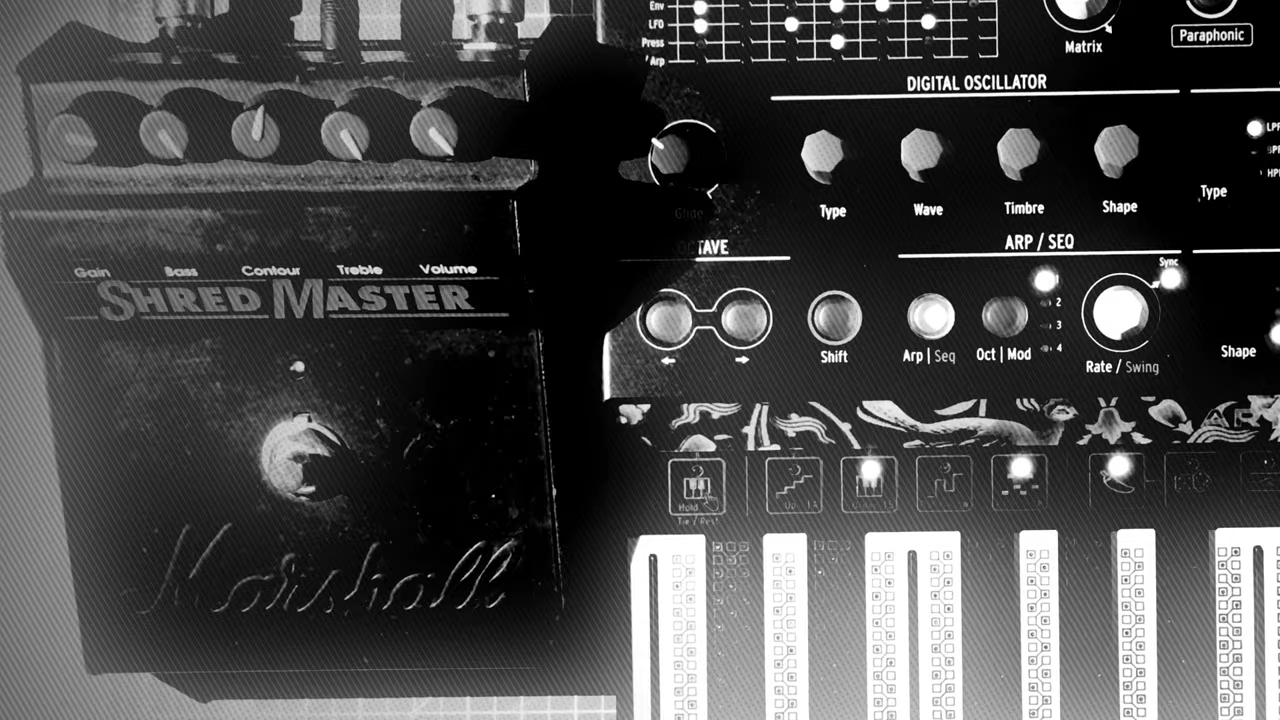 Gain Bass Contour Treble Volume
SHRED MASTER
Marshall
Env
LFO
Press
/ Arp
Matrix
Paraphonic
DIGITAL OSCILLATOR
Glide
Type Wave Timbre Shape
Type
LPF
BPF
HPF
OCTAVE
ARP / SEQ
Sync
1
2
3
4
Shift
Arp | Seq
Oct | Mod
Rate / Swing
Shape
Hold
Tie / Rest